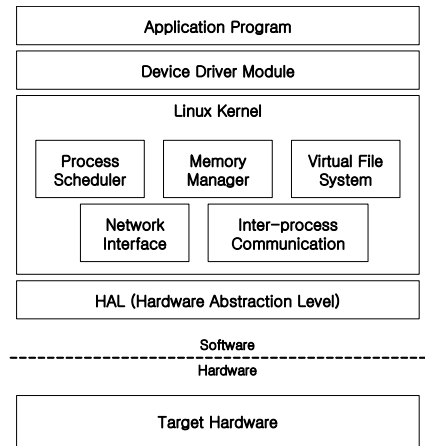 Application Program
Device Driver Module
Linux Kernel
Process
Scheduler
Memory
Manager
Virtual File
System
Network
Interface
Inter-process
Communication
HAL (Hardware Abstraction Level)
Software
Hardware
Target Hardware